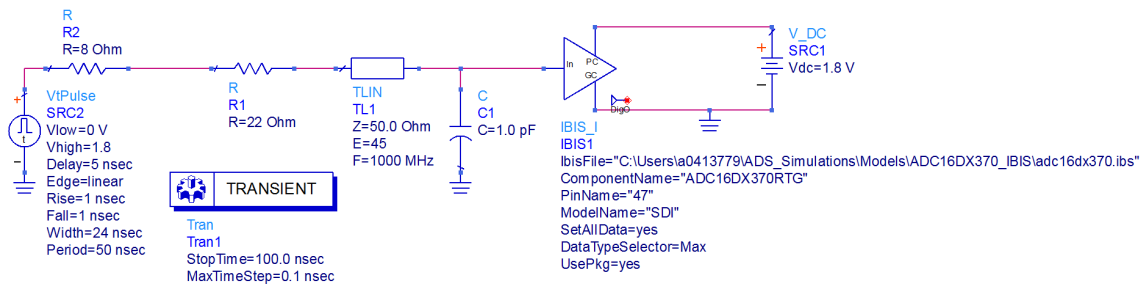 R
R2
R=8 Ohm
VtPulse
SRC2
Vlow=0 V
Vhigh=1.8
Delay=5 nsec
Edge=linear
Rise=1 nsec
Fall=1 nsec
Width=24 nsec
Period=50 nsec
t
R
R1
R=22 Ohm
TRANSIENT
Tran
Tran1
StopTime=100.0 nsec
MaxTimeStep=0.1 nsec
TLIN
TL1
Z=50.0 Ohm
E=45
F=1000 MHz
C
C1
C=1.0 pF
In
PC
GC
DigO
IBIS_I
IBIS1
IbisFile="C:\Users\a0413779\ADS_Simulations\Models\ADC16DX370_IBIS\adc16dx370.ibs"
ComponentName="ADC16DX370RTG"
PinName="47"
ModelName="SDI"
SetAllData=yes
DataTypeSelector=Max
UsePkg=yes
V_DC
SRC1
Vdc=1.8 V